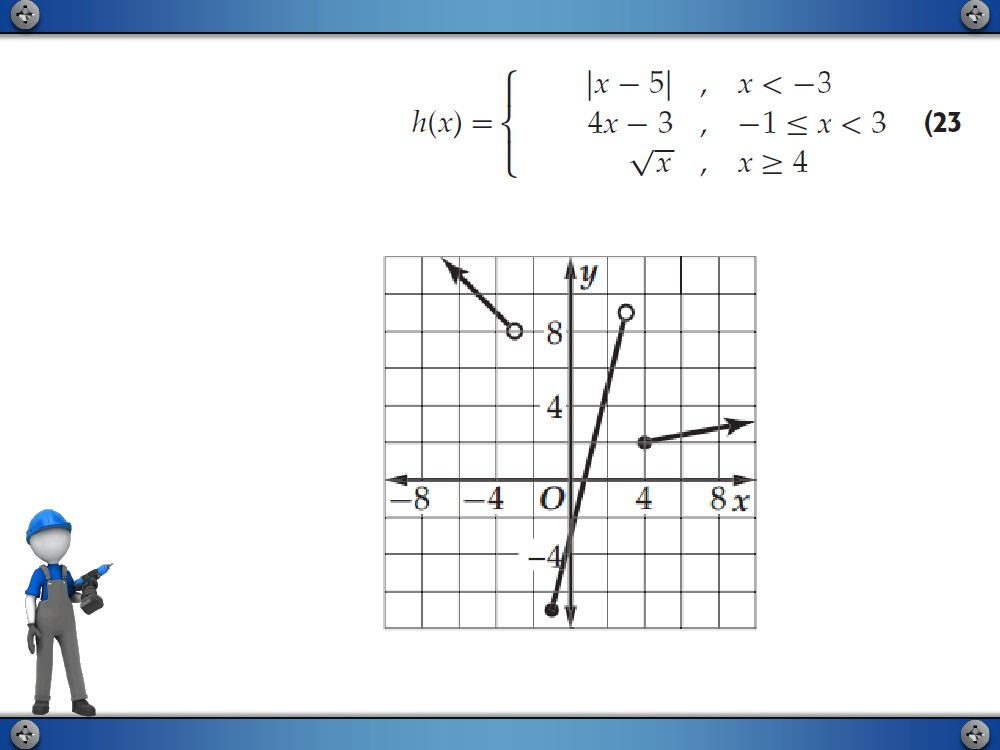 (23 h(x) = { |x − 5| , x < −3
4x − 3 , −1 ≤ x < 3
√x , x ≥ 4
y
8
4
−8 −4 O 4 8 x
−4